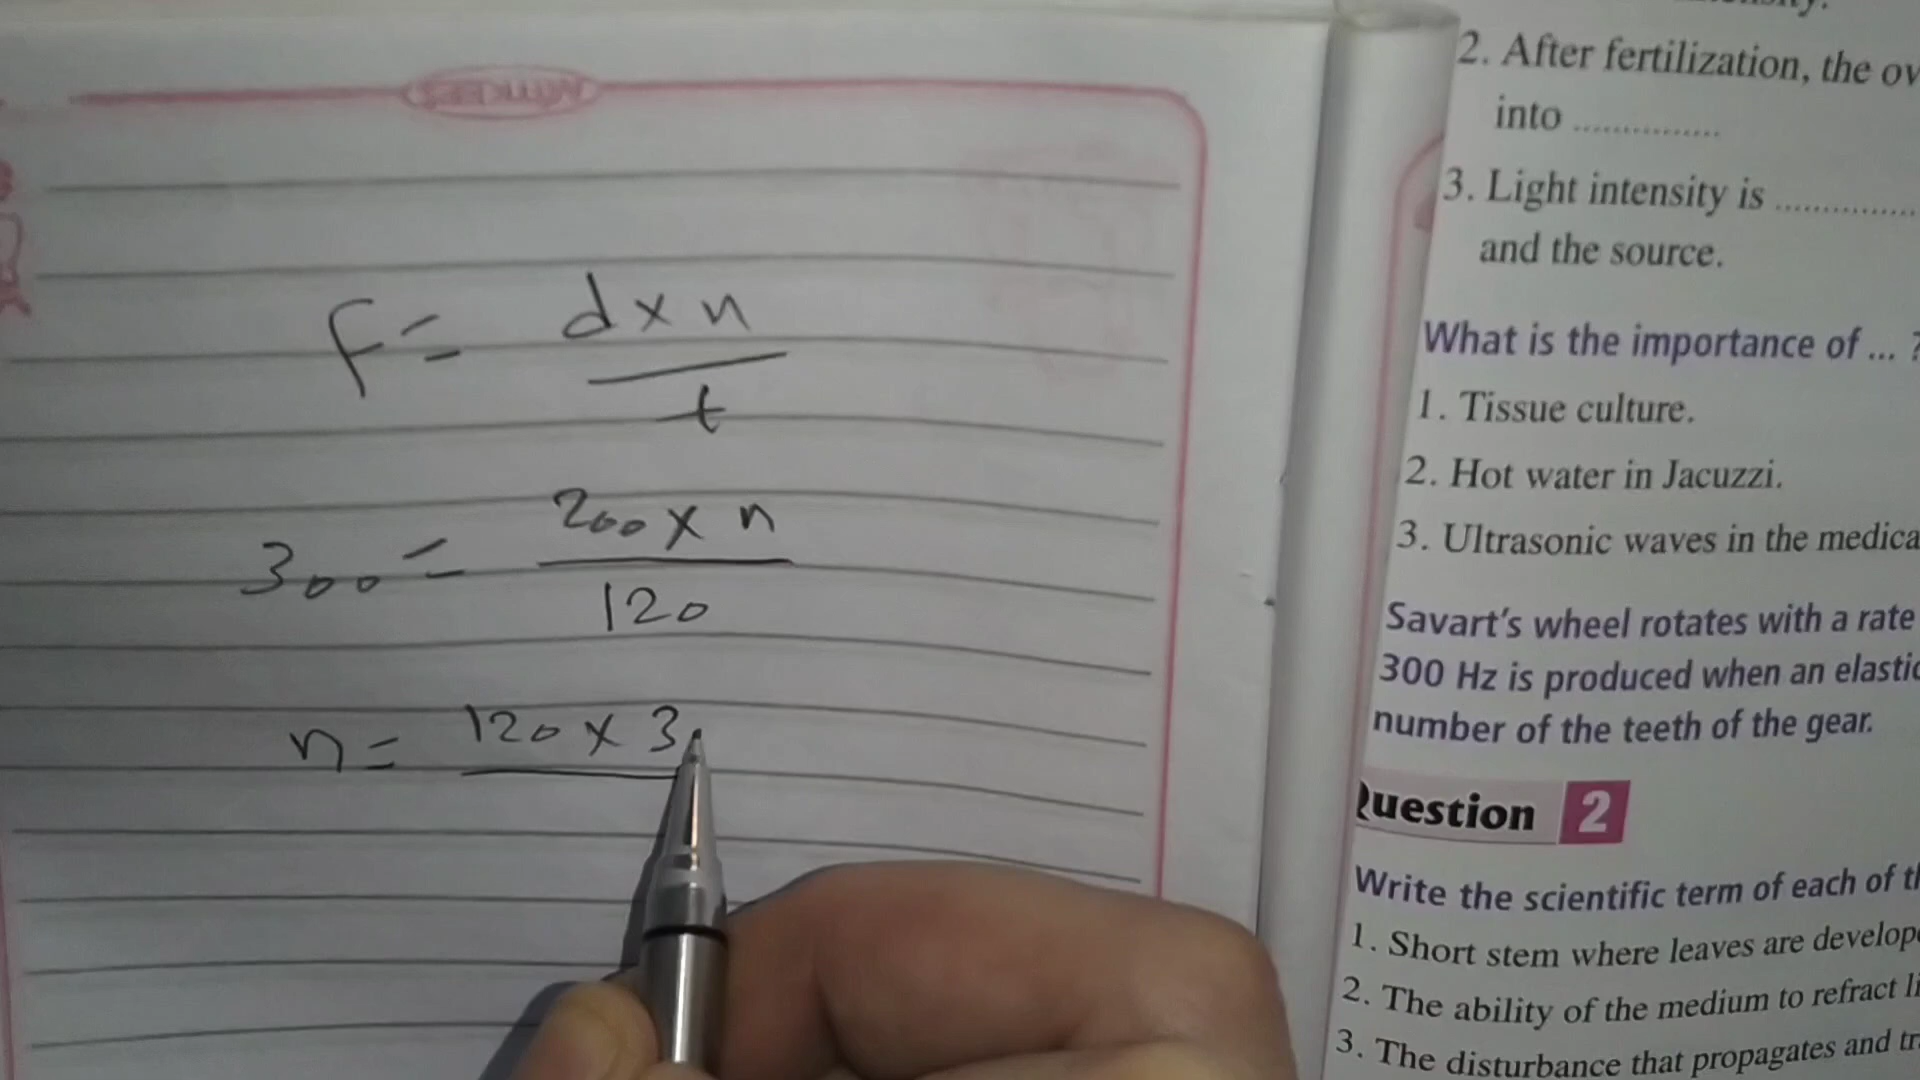 F = d x n
t
300 = 200 x n
120
n = 120 x 3
2. After fertilization, the ov
into ...............
3. Light intensity is ...............
and the source.
What is the importance of ... ?
1. Tissue culture.
2. Hot water in Jacuzzi.
3. Ultrasonic waves in the medica
Savart's wheel rotates with a rate
300 Hz is produced when an elastic
number of the teeth of the gear.
Question 2
Write the scientific term of each of th
1. Short stem where leaves are develope
2. The ability of the medium to refract li
3. The disturbance that propagates and tr